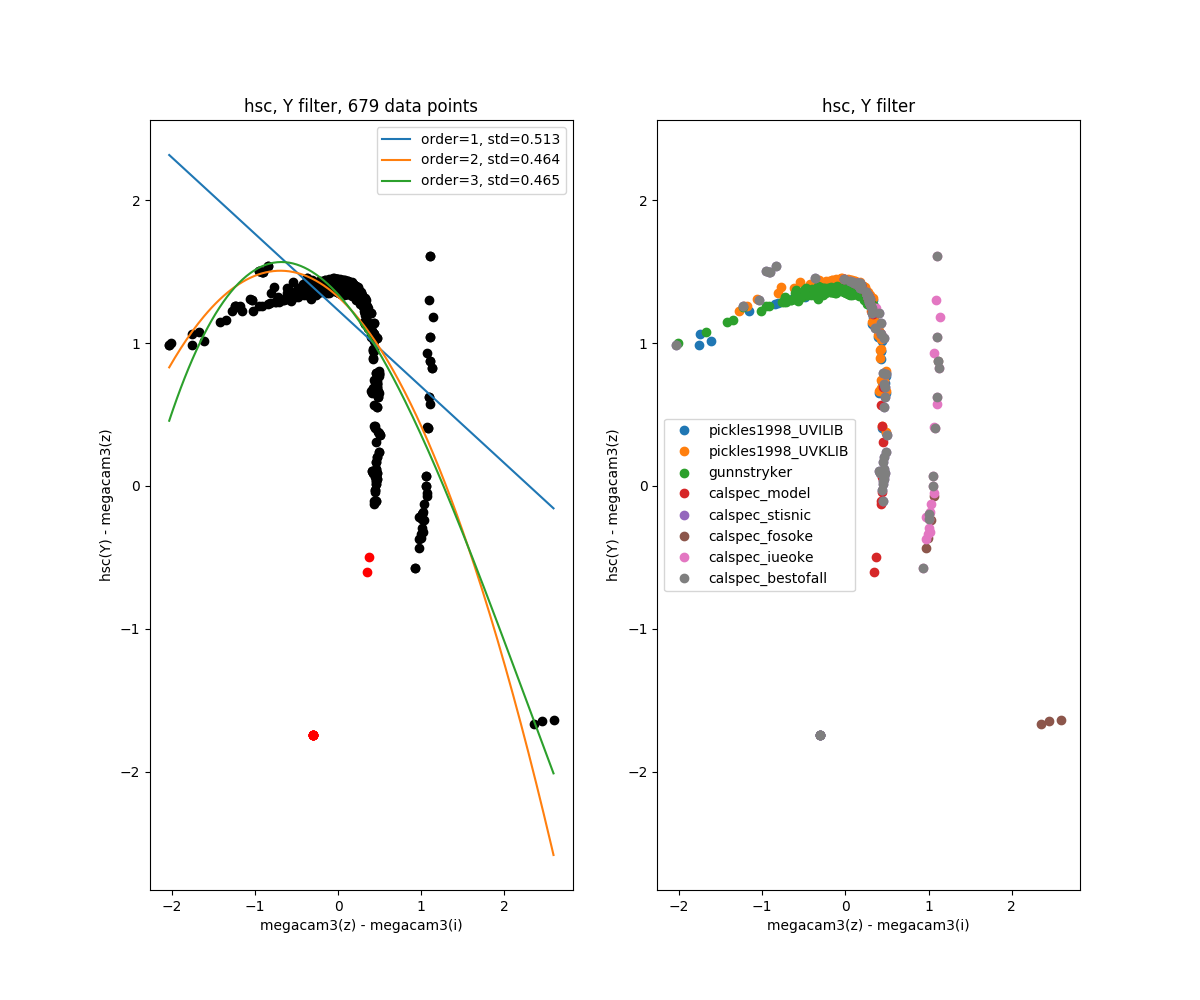 hsc, Y filter, 679 data points
order=1, std=0.513
order=2, std=0.464
order=3, std=0.465
2
1
0
−1
−2
hsc(Y) - megacam3(z)
−2
−1
0
1
2
megacam3(z) - megacam3(i)
hsc, Y filter
2
1
0
−1
−2
hsc(Y) - megacam3(z)
pickles1998_UVILIB
pickles1998_UVKLIB
gunnstryker
calspec_model
calspec_stisnic
calspec_fosoke
calspec_iueoke
calspec_bestofall
−2
−1
0
1
2
megacam3(z) - megacam3(i)